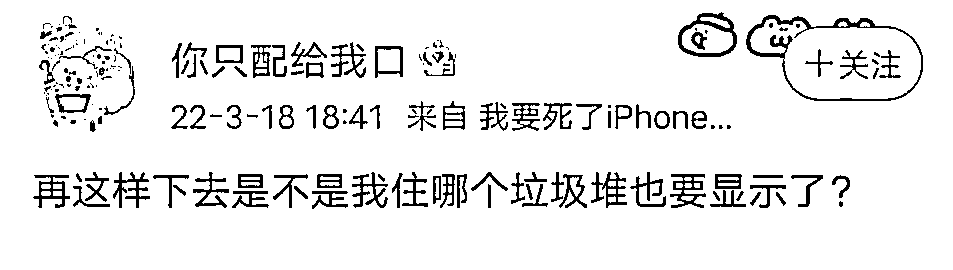 你只配给我口
+关注
22-3-18 18:41 来自 我要死了iPhone...
再这样下去是不是我住哪个垃圾堆也要显示了？